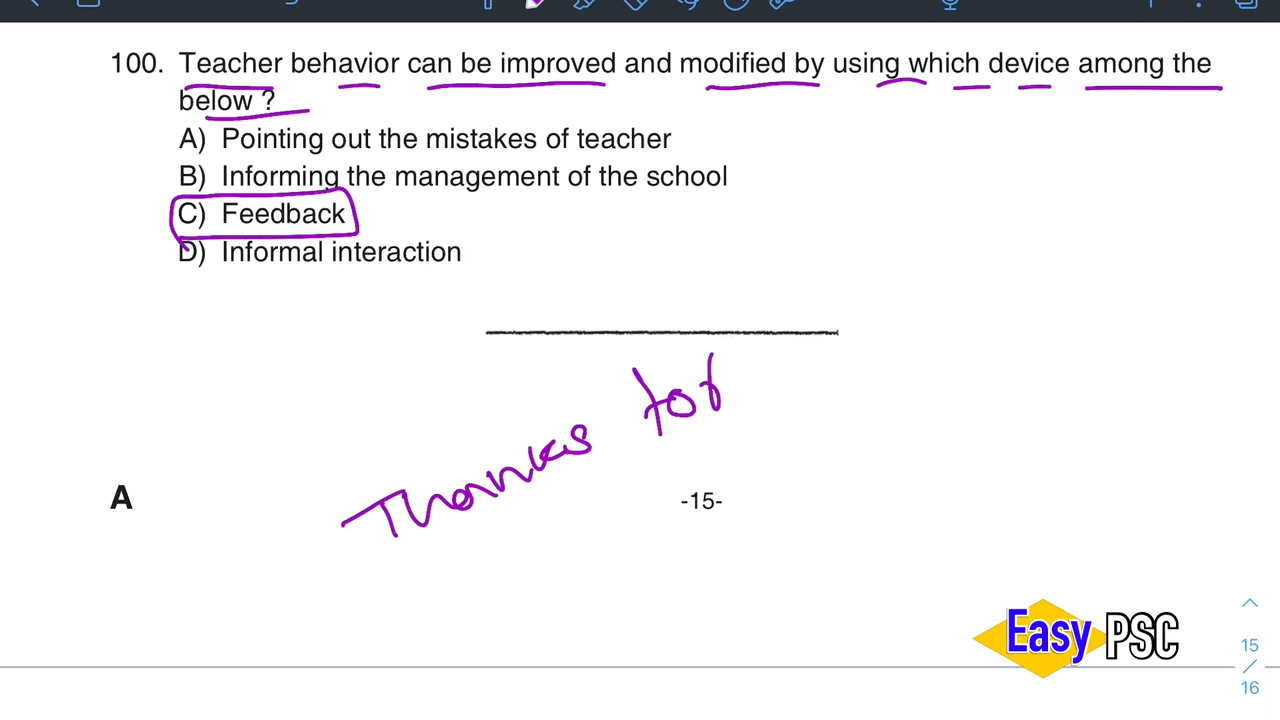 100. Teacher behavior can be improved and modified by using which device among the
below ?
A) Pointing out the mistakes of teacher
B) Informing the management of the school
C) Feedback
D) Informal interaction
Thanks for
A
-15-
Easy PSC
15
/
16